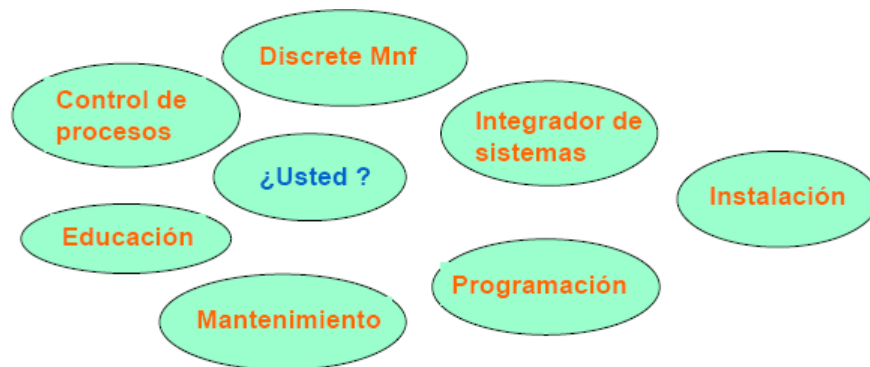 Discrete Mnf
Control de
procesos
Integrador de
sistemas
¿Usted ?
Instalación
Educación
Programación
Mantenimiento